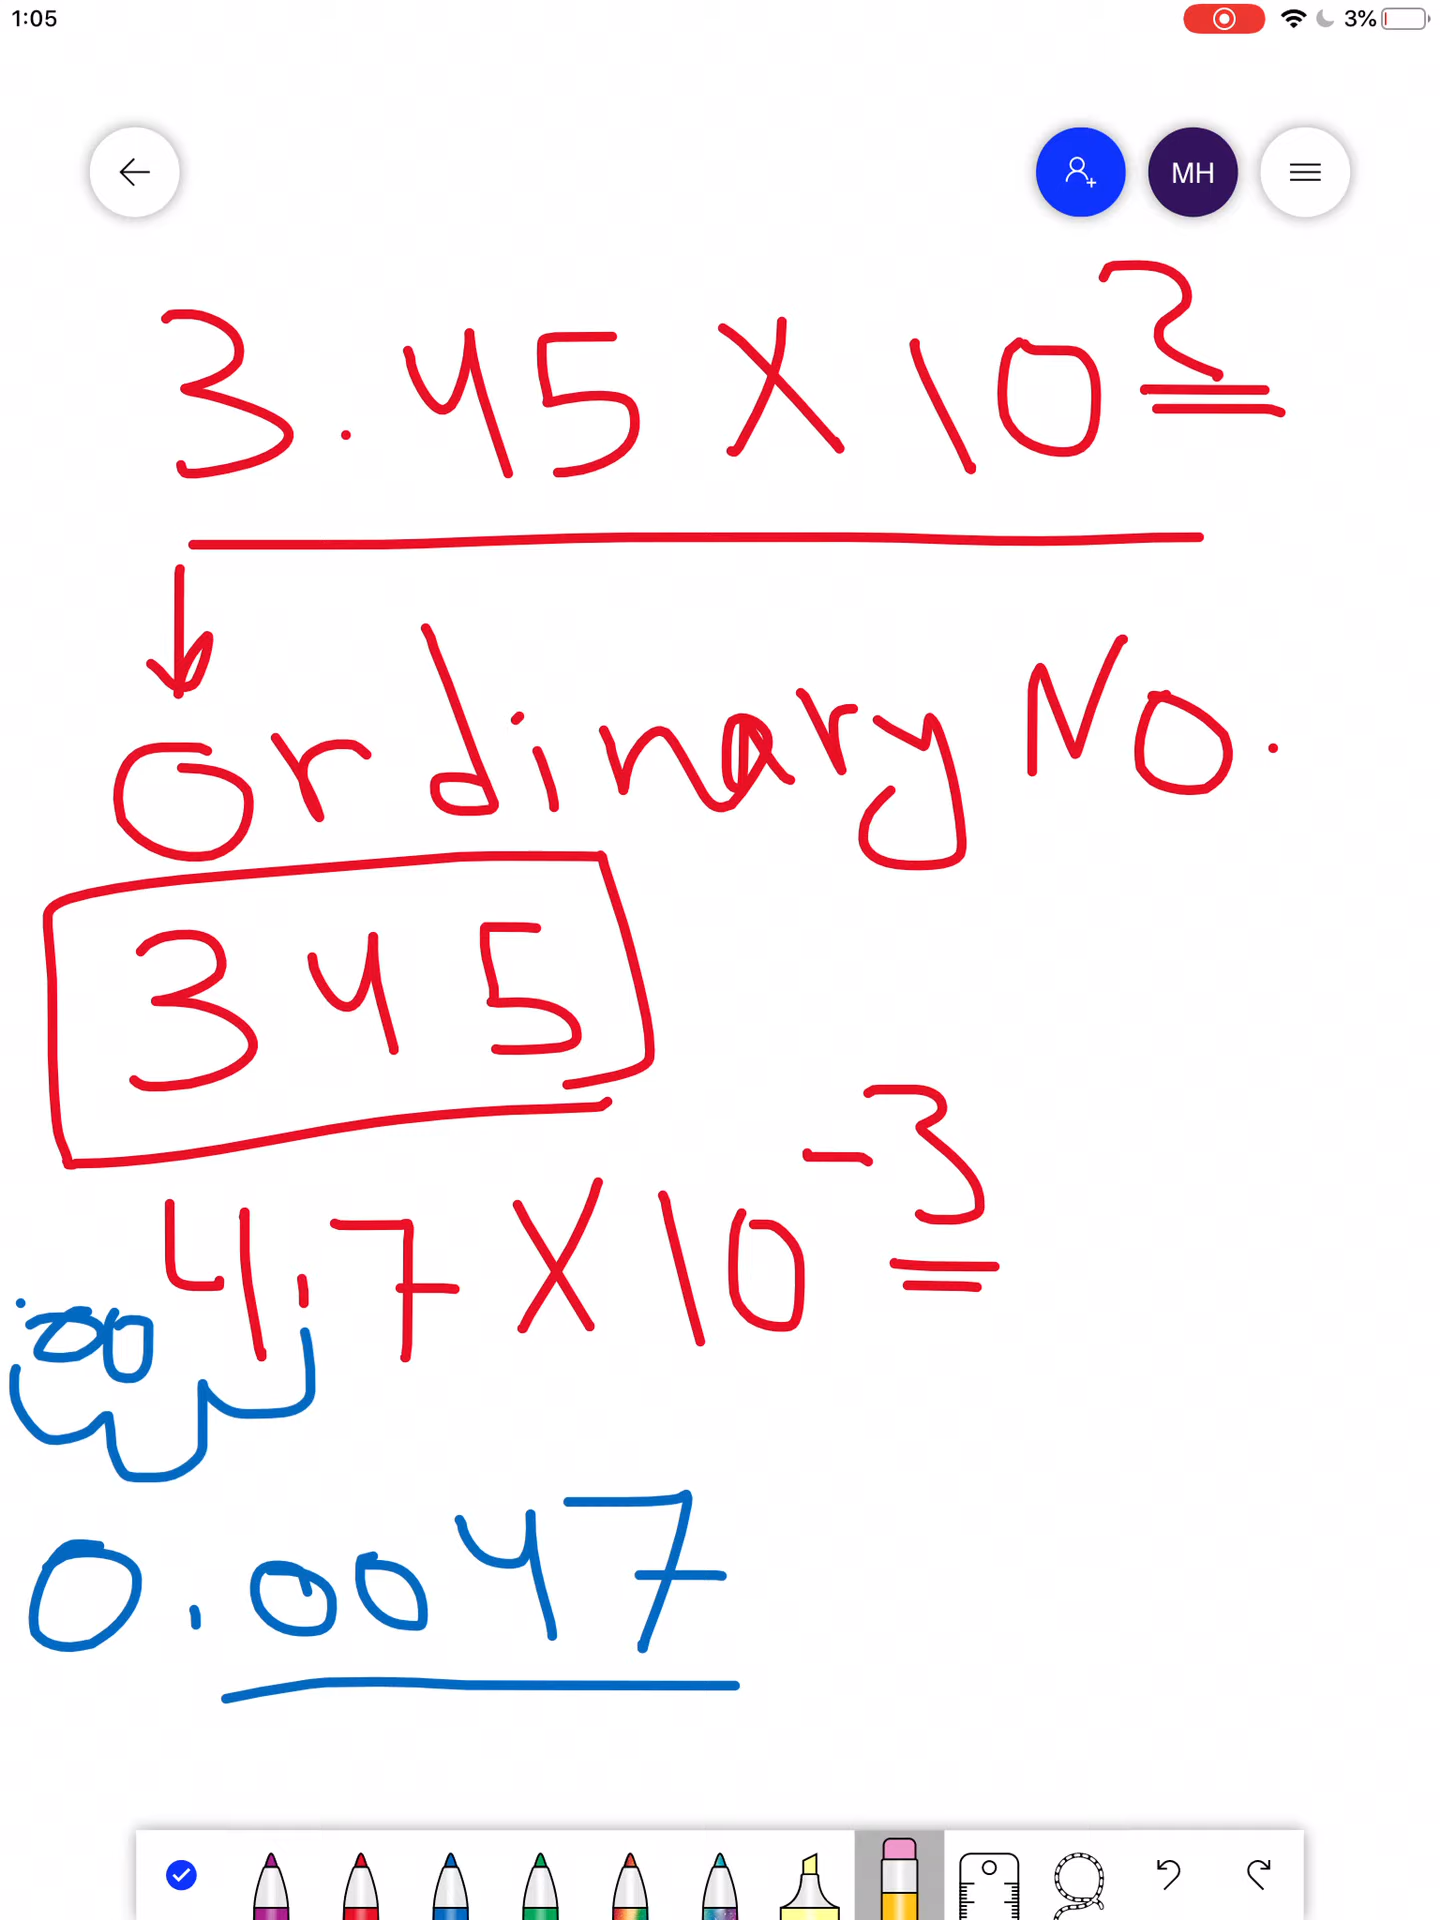 1:05 3%
MH
3.45 X 10²
Ordinary No.
345
4.7 X 10⁻³
.00
0.0047